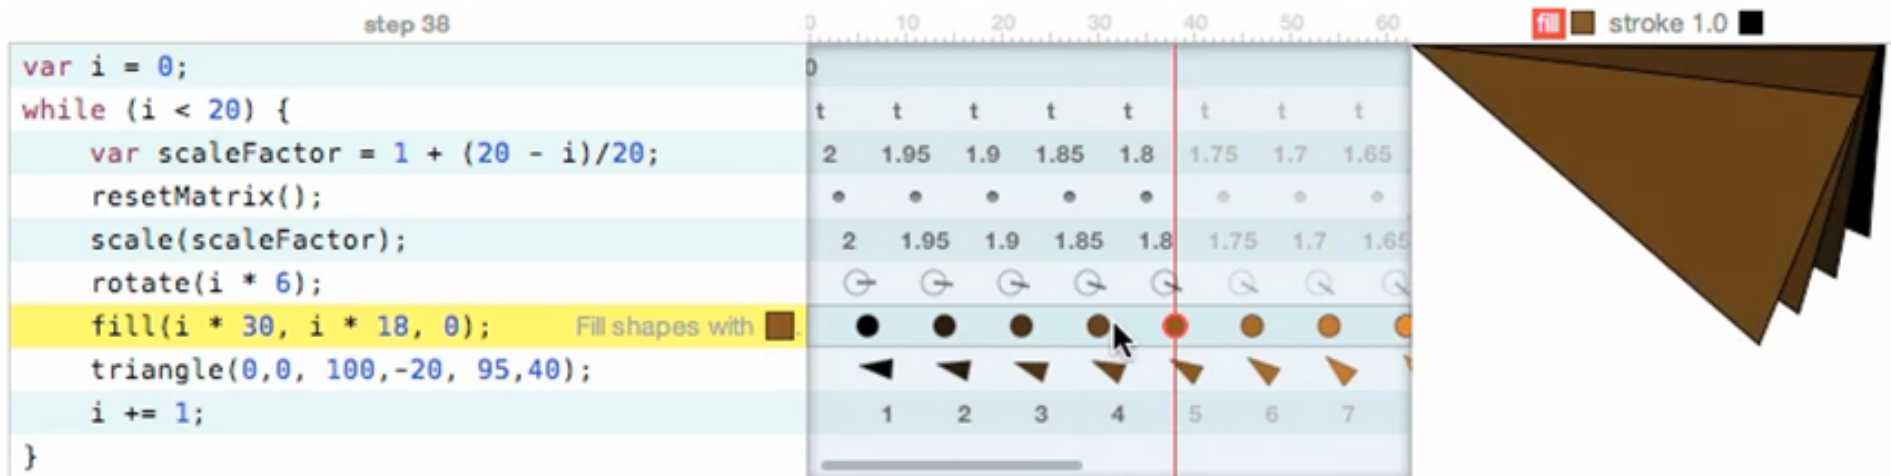 step 38 0 10 20 30 40 50 60 fill stroke 1.0
var i = 0; 0
while (i < 20) { t t t t t t t t
var scaleFactor = 1 + (20 - i)/20; 2 1.95 1.9 1.85 1.8 1.75 1.7 1.65
resetMatrix();
scale(scaleFactor); 2 1.95 1.9 1.85 1.8 1.75 1.7 1.65
rotate(i * 6);
fill(i * 30, i * 18, 0); Fill shapes with .
triangle(0,0, 100,-20, 95,40);
i += 1; 1 2 3 4 5 6 7
}